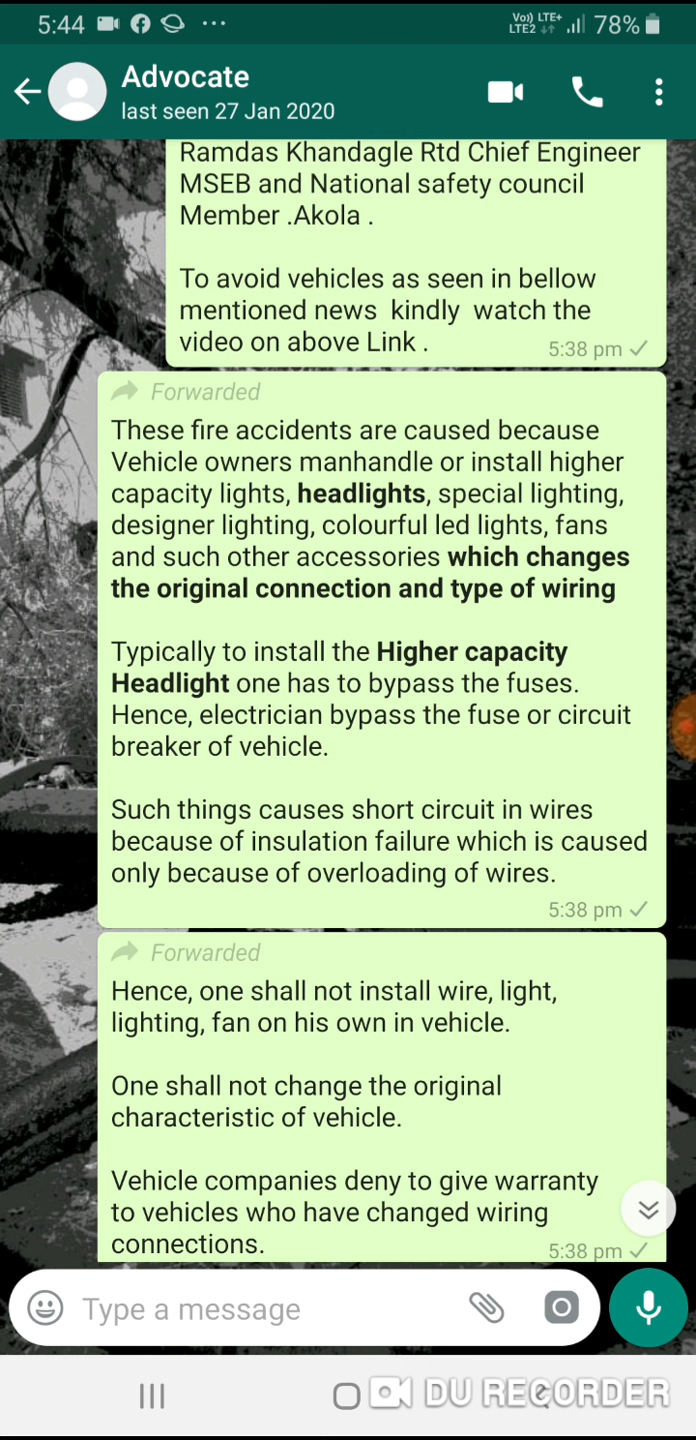 5:44
Vo)) LTE+
LTE2
78%
Advocate
last seen 27 Jan 2020
Ramdas Khandagle Rtd Chief Engineer
MSEB and National safety council
Member .Akola .
To avoid vehicles as seen in bellow
mentioned news kindly watch the
video on above Link .
5:38 pm
Forwarded
These fire accidents are caused because
Vehicle owners manhandle or install higher
capacity lights, headlights, special lighting,
designer lighting, colourful led lights, fans
and such other accessories which changes
the original connection and type of wiring
Typically to install the Higher capacity
Headlight one has to bypass the fuses.
Hence, electrician bypass the fuse or circuit
breaker of vehicle.
Such things causes short circuit in wires
because of insulation failure which is caused
only because of overloading of wires.
5:38 pm
Forwarded
Hence, one shall not install wire, light,
lighting, fan on his own in vehicle.
One shall not change the original
characteristic of vehicle.
Vehicle companies deny to give warranty
to vehicles who have changed wiring
connections.
5:38 pm
Type a message
DU RECORDER